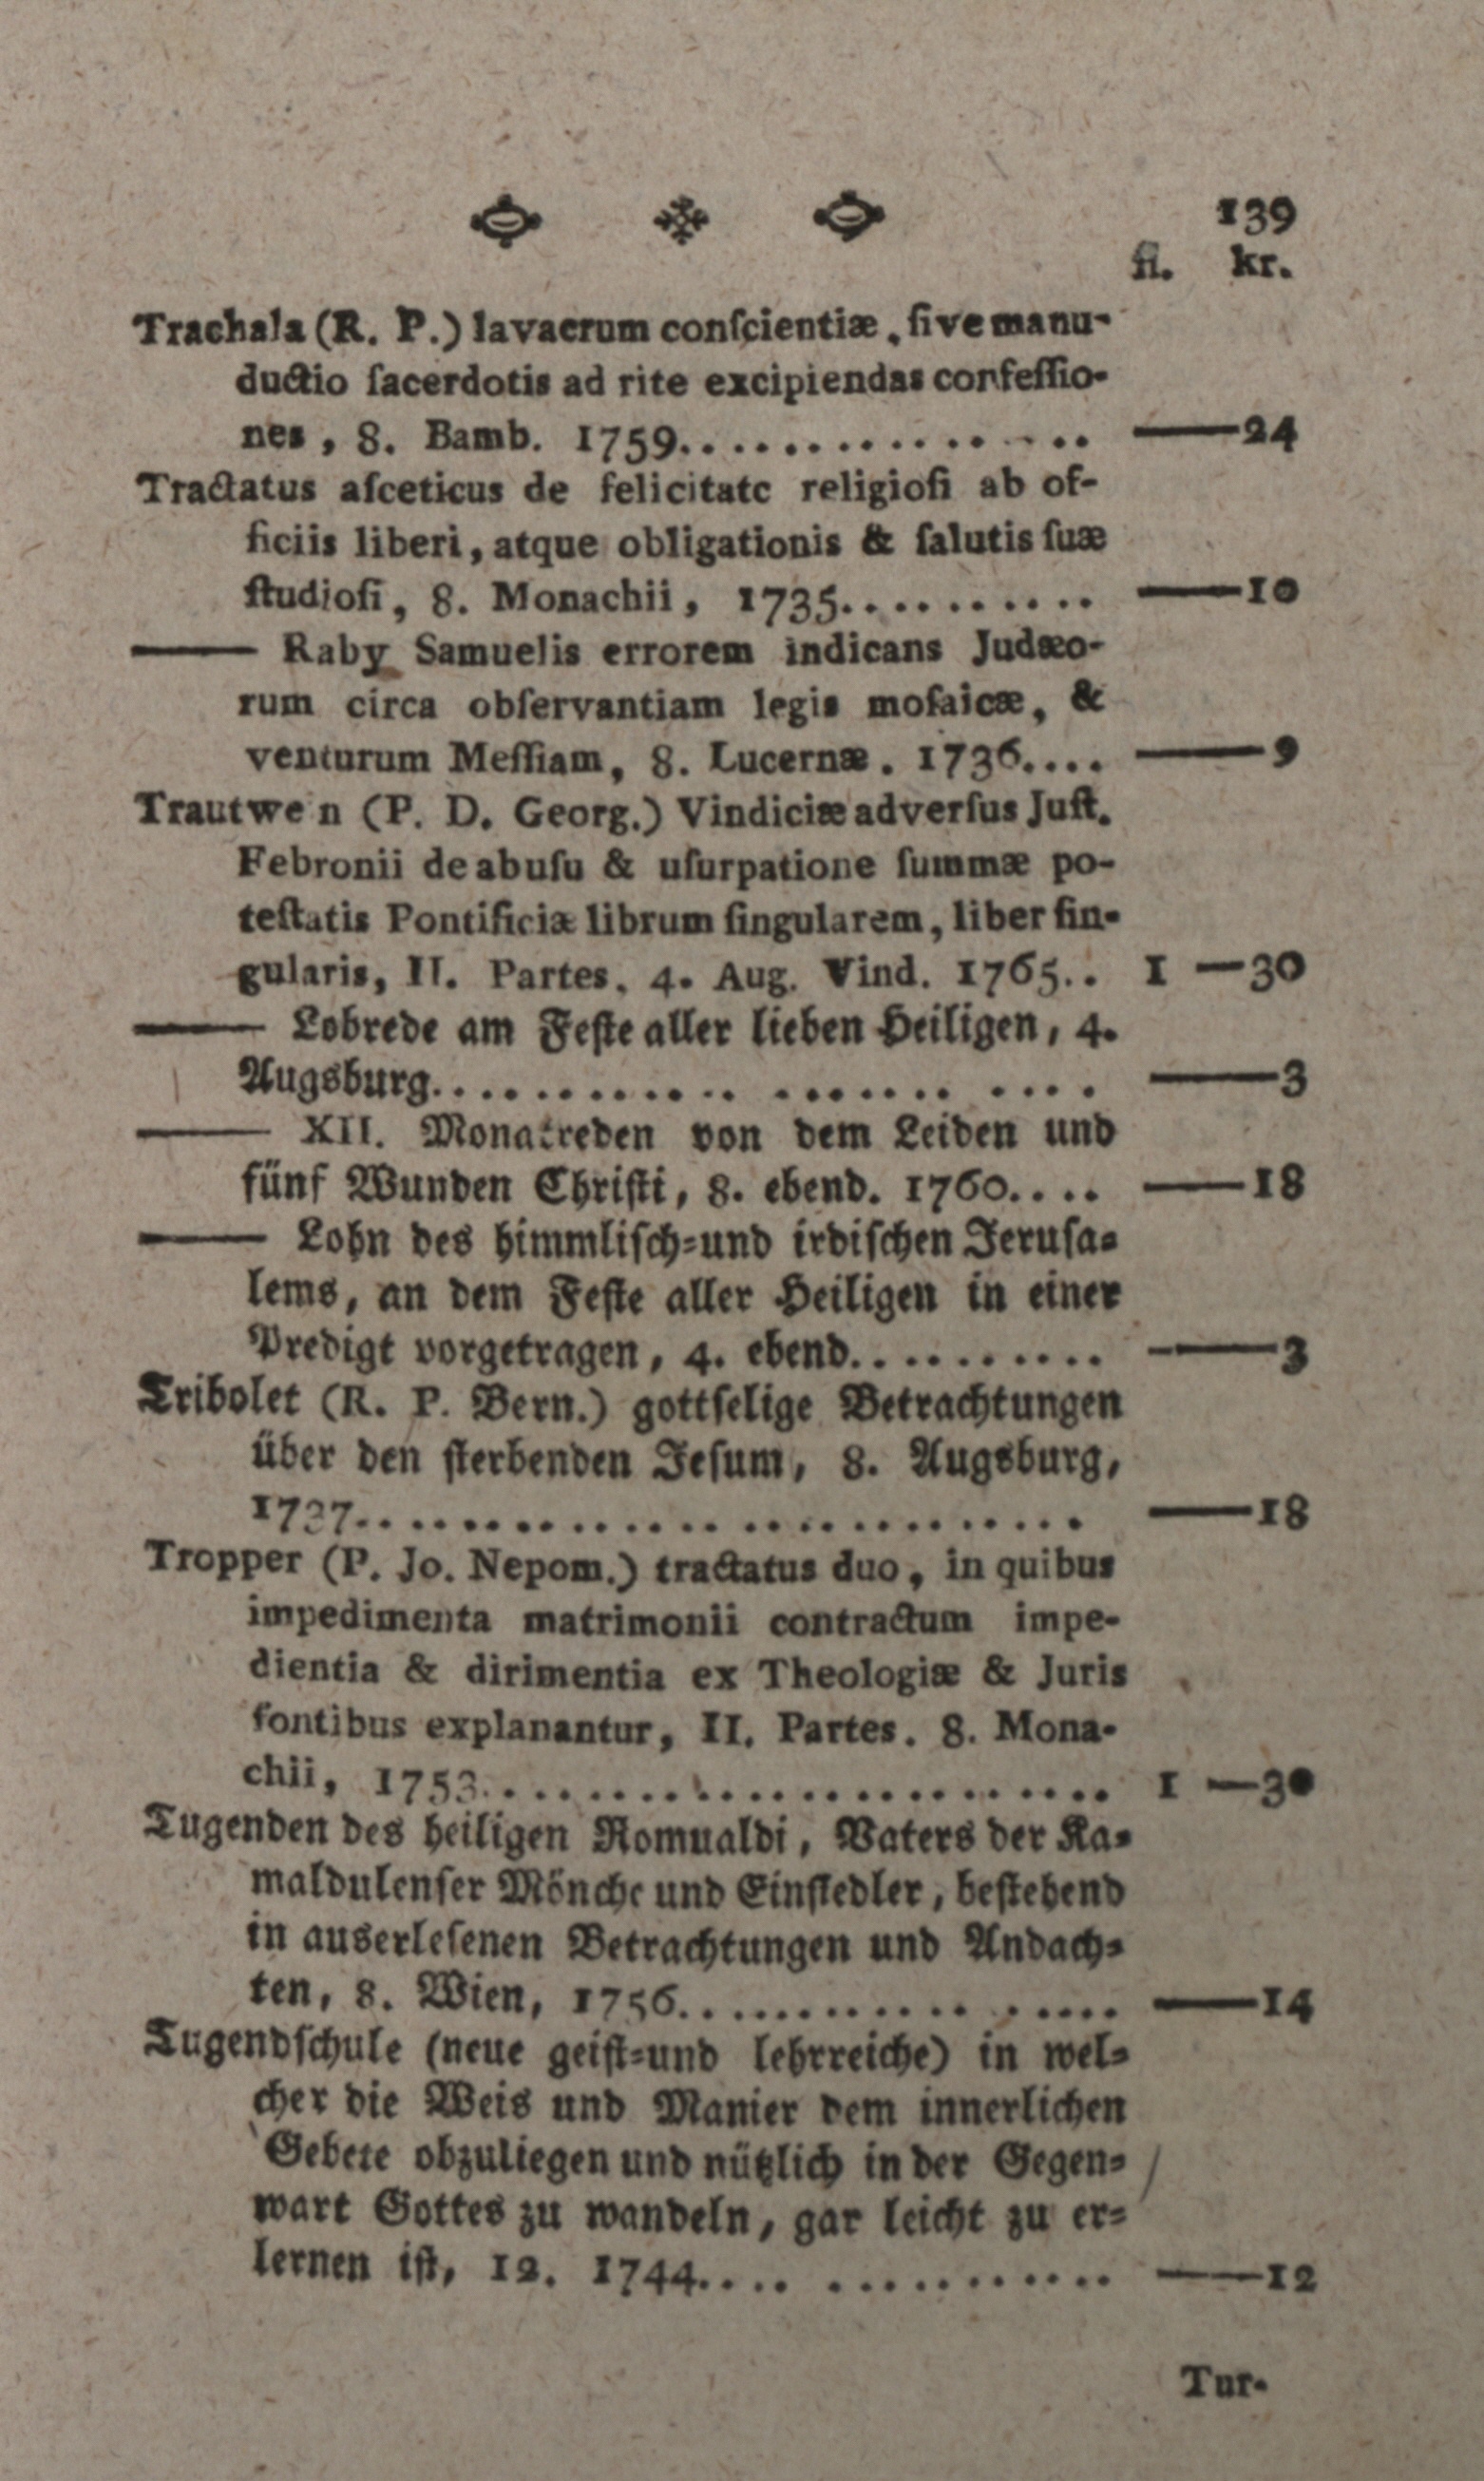 139
fl. kr.
Trachala (R. P.) lavacrum conſcientiæ, ſive manu-
ductio ſacerdotis ad rite excipiendas confeſſio-
nes, 8. Bamb. 1759. . . . . . . . . . . . . . . . ——24
Tractatus aſceticus de felicitate religioſi ab of-
ficiis liberi, atque obligationis & ſalutis ſuæ
ſtudioſi, 8. Monachii, 1735. . . . . . . . . . ——10
—— Raby Samuelis errorem indicans Judæo-
rum circa obſervantiam legis moſaicæ, &
venturum Meſſiam, 8. Lucernæ. 1736. . . . ——9
Trautwe n (P. D. Georg.) Vindiciæ adverſus Juſt.
Febronii de abuſu & uſurpatione ſummæ po-
teſtatis Pontificiæ librum ſingularem, liber ſin-
gularis, II. Partes. 4. Aug. Vind. 1765. . 1 —30
—— Lobrede am Feſte aller lieben Heiligen, 4.
Augsburg. . . . . . . . . . . . . . . . . . . . . . ——3
—— XII. Monatreden von dem Leiden und
fünf Wunden Chriſti, 8. ebend. 1760. . . . ——18
—— Lohn des himmliſch-und irdiſchen Jeruſa-
lems, an dem Feſte aller Heiligen in einer
Predigt vorgetragen, 4. ebend. . . . . . . . . . ——3
Tribolet (R. P. Bern.) gottſelige Betrachtungen
über den ſterbenden Jeſum, 8. Augsburg,
1737. . . . . . . . . . . . . . . . . . . . . . . . . . . ——18
Tropper (P. Jo. Nepom.) tractatus duo, in quibus
impedimenta matrimonii contractum impe-
dientia & dirimentia ex Theologiæ & Juris
fontibus explanantur, II. Partes. 8. Mona-
chii, 1753. . . . . . . . . . . . . . . . . . . . . . . . 1 —30
Tugenden des heiligen Romualdi, Vaters der Ka-
maldulenſer Mönche und Einſiedler, beſtehend
in auserleſenen Betrachtungen und Andach-
ten, 8. Wien, 1756. . . . . . . . . . . . . . . . ——14
Tugendſchule (neue geiſt-und lehrreiche) in wel-
cher die Weis und Manier dem innerlichen
Gebete obzuliegen und nützlich in der Gegen-
wart Gottes zu wandeln, gar leicht zu er-
lernen iſt, 12. 1744. . . . . . . . . . . . . . . ——12
Tur-